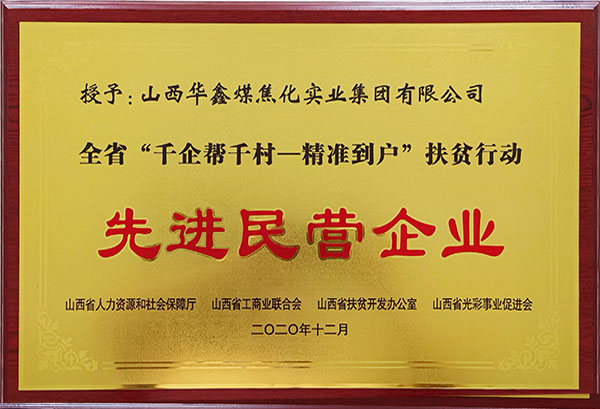 授予：山西华鑫煤焦化实业集团有限公司
全省“千企帮千村—精准到户”扶贫行动
先进民营企业
山西省人力资源和社会保障厅 山西省工商业联合会 山西省扶贫开发办公室 山西省光彩事业促进会
二〇二〇年十二月